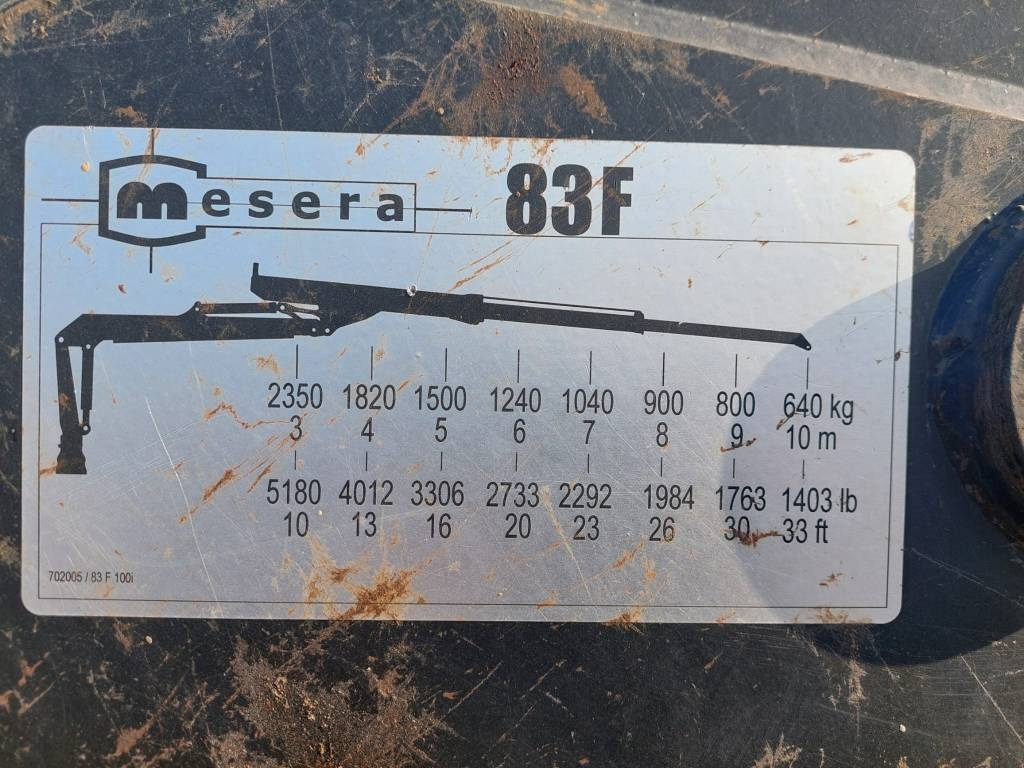 mesera 83F
2350 1820 1500 1240 1040 900 800 640 kg
3 4 5 6 7 8 9 10 m
5180 4012 3306 2733 2292 1984 1763 1403 lb
10 13 16 20 23 26 30 33 ft
702005 / 83 F 100i